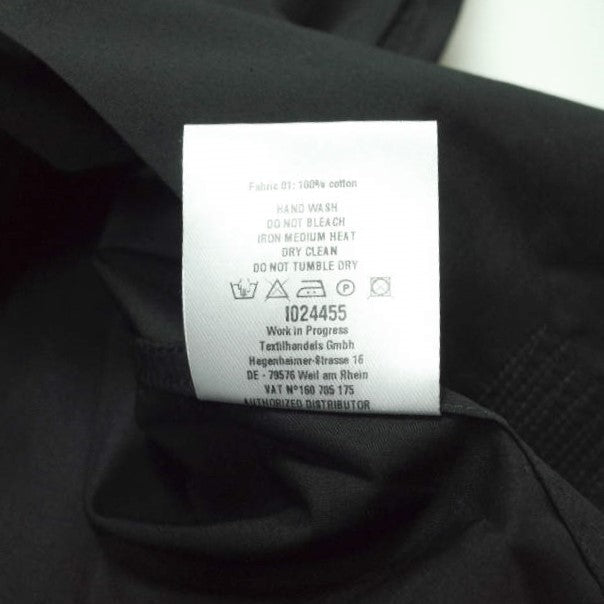 Fabric 01: 100% cotton
HAND WASH
DO NOT BLEACH
IRON MEDIUM HEAT
DRY CLEAN
DO NOT TUMBLE DRY
P
I024455
Work in Progress
Textilhandels GmbH
Hegenheimer-Strasse 16
DE - 79576 Weil am Rhein
VAT N°160 785 175
AUTHORIZED DISTRIBUTOR